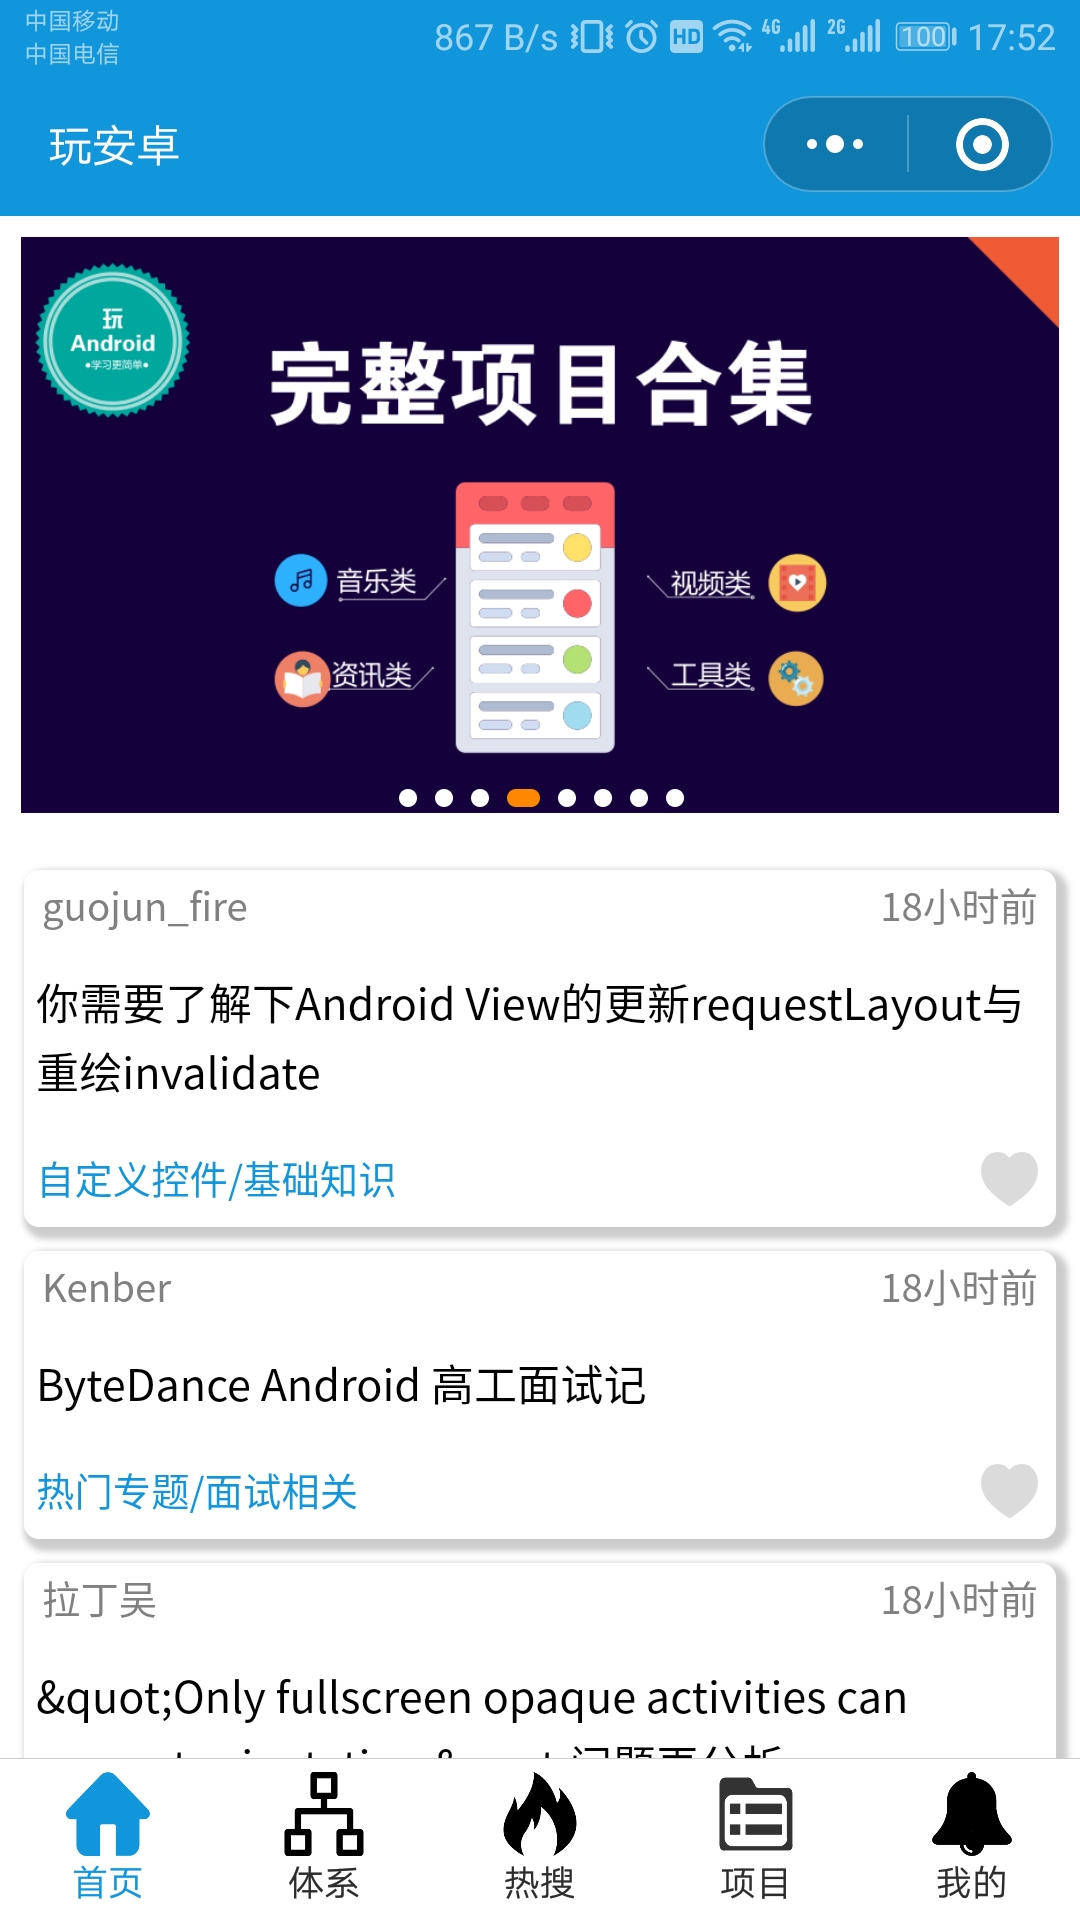 中国移动
中国电信
867 B/s HD 4G 2G 100 17:52
玩安卓
玩
Android
•学习更简单•
完整项目合集
音乐类
视频类
资讯类
工具类
guojun_fire 18小时前
你需要了解下Android View的更新requestLayout与
重绘invalidate
自定义控件/基础知识
Kenber 18小时前
ByteDance Android 高工面试记
热门专题/面试相关
拉丁吴 18小时前
&quot;Only fullscreen opaque activities can
首页 体系 热搜 项目 我的